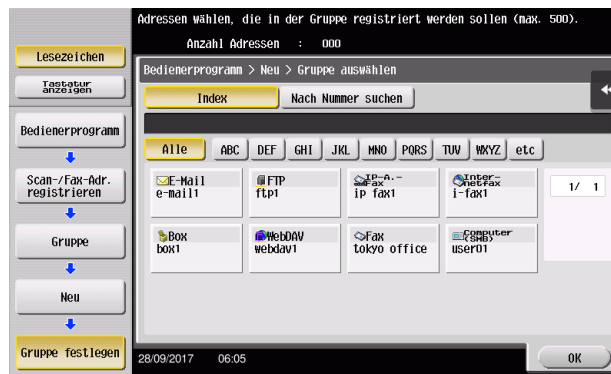 Adressen wählen, die in der Gruppe registriert werden sollen (max. 500).
Anzahl Adressen : 000
Lesezeichen
Tastatur
anzeigen
Bedienerprogramm
Scan-/Fax-Adr.
registrieren
Gruppe
Neu
Gruppe festlegen
Bedienerprogramm > Neu > Gruppe auswählen
Index
Nach Nummer suchen
Alle ABC DEF GHI JKL MNO PQRS TUV WXYZ etc
E-Mail
e-mail1
FTP
ftp1
IP-A.-
Fax
ip fax1
Inter-
netfax
i-fax1
1/ 1
Box
box1
WebDAV
webdav1
Fax
tokyo office
Computer
(SMB)
user01
28/09/2017 06:05
OK